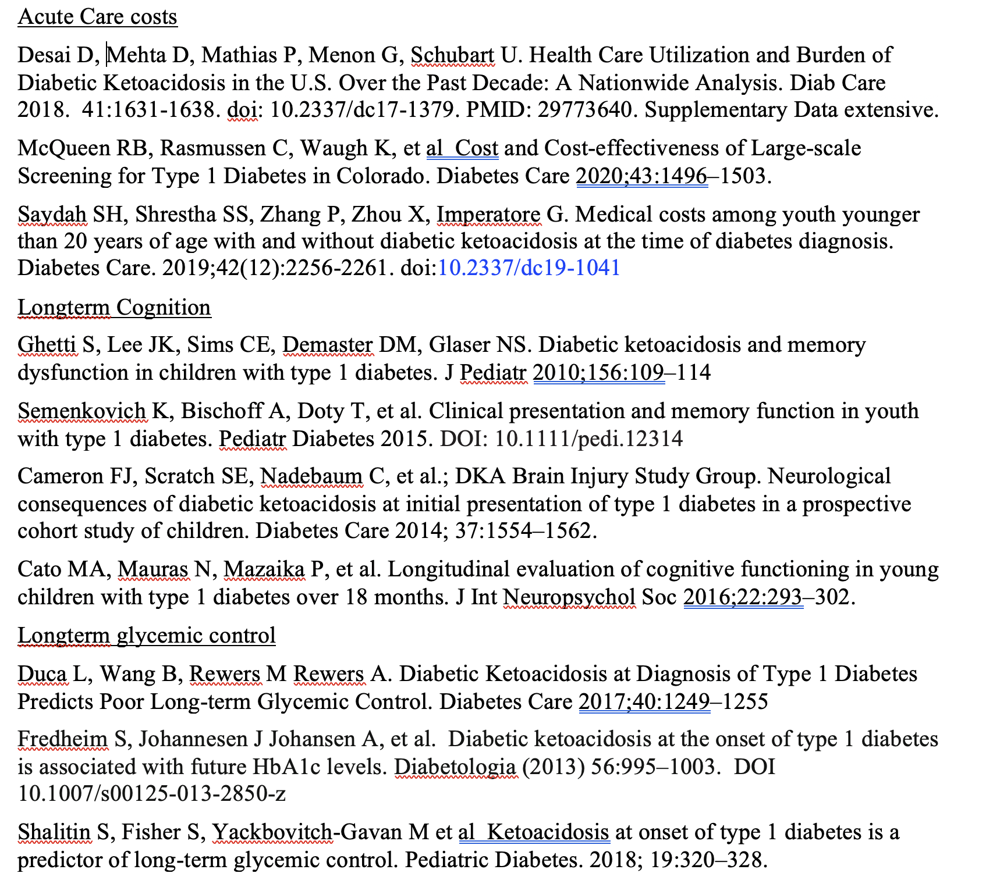 Acute Care costs
Desai D, Mehta D, Mathias P, Menon G, Schubart U. Health Care Utilization and Burden of
Diabetic Ketoacidosis in the U.S. Over the Past Decade: A Nationwide Analysis. Diab Care
2018.  41:1631-1638. doi: 10.2337/dc17-1379. PMID: 29773640. Supplementary Data extensive.
McQueen RB, Rasmussen C, Waugh K, et al  Cost and Cost-effectiveness of Large-scale
Screening for Type 1 Diabetes in Colorado. Diabetes Care 2020;43:1496–1503.
Saydah SH, Shrestha SS, Zhang P, Zhou X, Imperatore G. Medical costs among youth younger
than 20 years of age with and without diabetic ketoacidosis at the time of diabetes diagnosis.
Diabetes Care. 2019;42(12):2256-2261. doi:10.2337/dc19-1041
Longterm Cognition
Ghetti S, Lee JK, Sims CE, Demaster DM, Glaser NS. Diabetic ketoacidosis and memory
dysfunction in children with type 1 diabetes. J Pediatr 2010;156:109–114
Semenkovich K, Bischoff A, Doty T, et al. Clinical presentation and memory function in youth
with type 1 diabetes. Pediatr Diabetes 2015. DOI: 10.1111/pedi.12314
Cameron FJ, Scratch SE, Nadebaum C, et al.; DKA Brain Injury Study Group. Neurological
consequences of diabetic ketoacidosis at initial presentation of type 1 diabetes in a prospective
cohort study of children. Diabetes Care 2014; 37:1554–1562.
Cato MA, Mauras N, Mazaika P, et al. Longitudinal evaluation of cognitive functioning in young
children with type 1 diabetes over 18 months. J Int Neuropsychol Soc 2016;22:293–302.
Longterm glycemic control
Duca L, Wang B, Rewers M Rewers A. Diabetic Ketoacidosis at Diagnosis of Type 1 Diabetes
Predicts Poor Long-term Glycemic Control. Diabetes Care 2017;40:1249–1255
Fredheim S, Johannesen J Johansen A, et al.  Diabetic ketoacidosis at the onset of type 1 diabetes
is associated with future HbA1c levels. Diabetologia (2013) 56:995–1003.  DOI
10.1007/s00125-013-2850-z
Shalitin S, Fisher S, Yackbovitch-Gavan M et al  Ketoacidosis at onset of type 1 diabetes is a
predictor of long-term glycemic control. Pediatric Diabetes. 2018; 19:320–328.